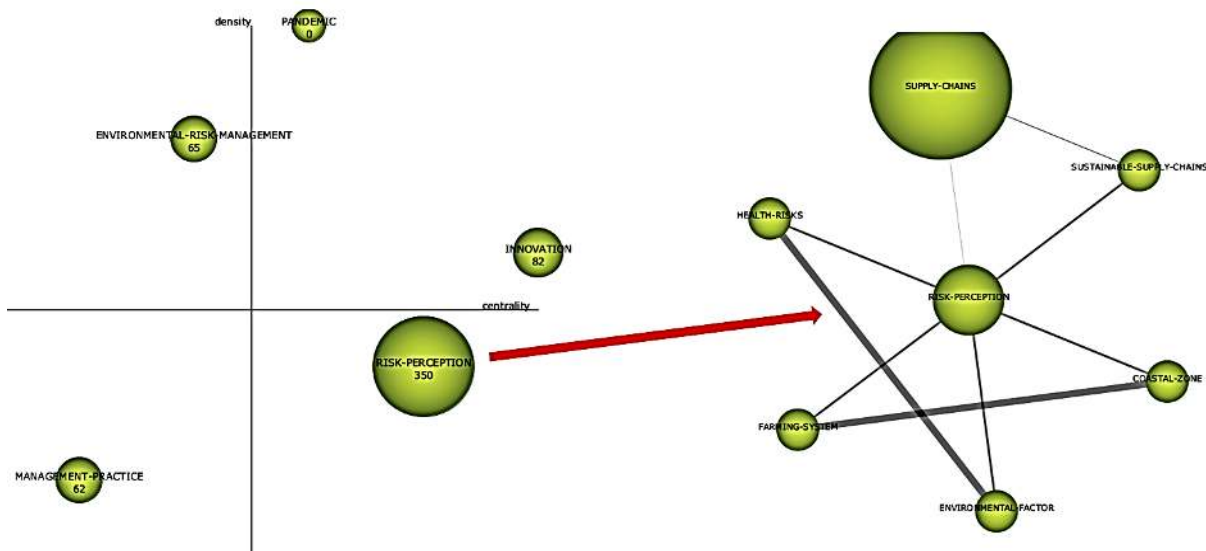 density
PANDEMIC
0
ENVIRONMENTAL-RISK-MANAGEMENT
65
INNOVATION
82
centrality
RISK-PERCEPTION
350
MANAGEMENT-PRACTICE
62
SUPPLY-CHAINS
SUSTAINABLE-SUPPLY-CHAINS
HEALTH-RISKS
RISK-PERCEPTION
COASTAL-ZONE
FARMING-SYSTEM
ENVIRONMENTAL-FACTOR